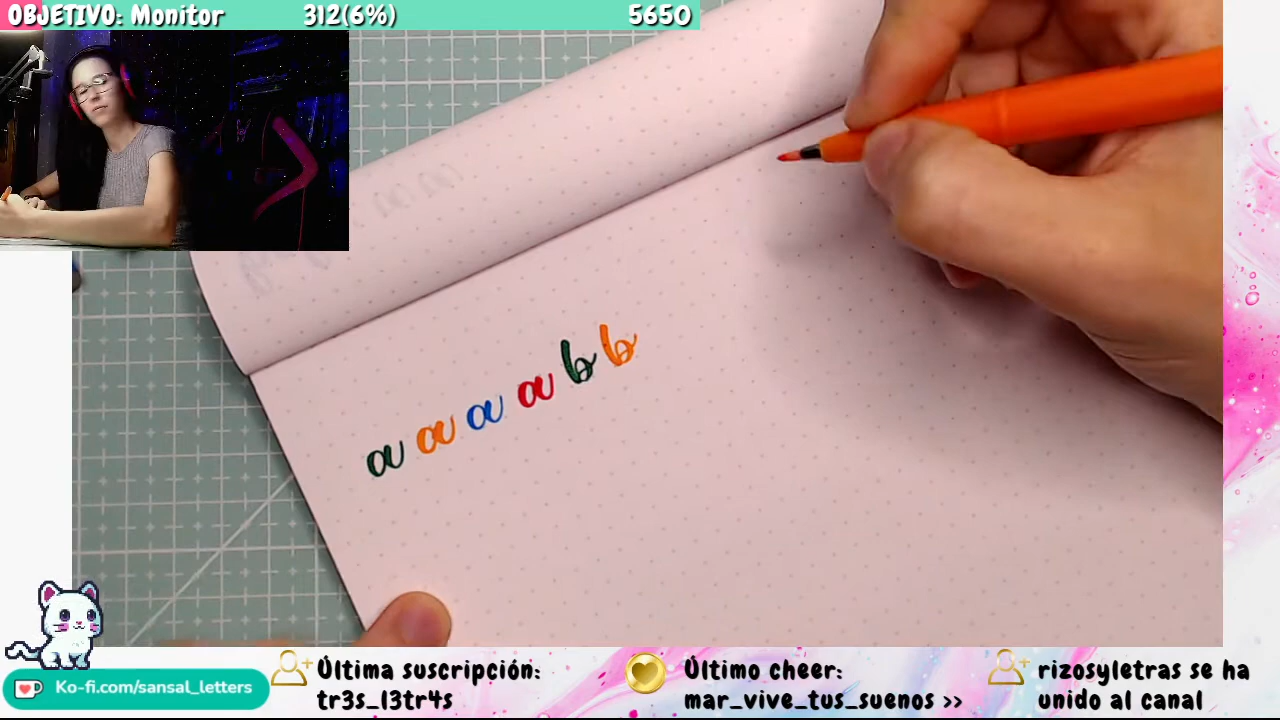 OBJETIVO: Monitor 312(6%) 5650
a a a a b b
Ko-fi.com/sansal_letters
Última suscripción:
tr3s_l3tr4s
Último cheer:
mar_vive_tus_suenos >>
rizosyletras se ha
unido al canal